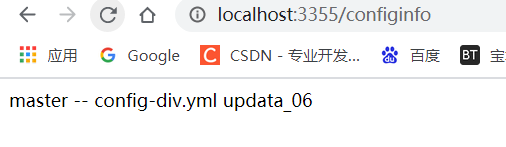 localhost:3355/configinfo
应用 Google CSDN - 专业开发... 百度 BT 宝
master -- config-div.yml updata_06